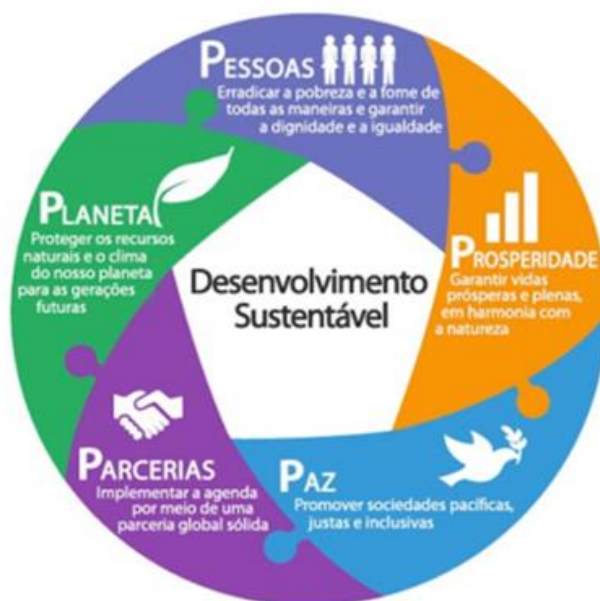 PESSOAS
Erradicar a pobreza e a fome de
todas as maneiras e garantir
a dignidade e a igualdade
PROSPERIDADE
Garantir vidas
prósperas e plenas,
em harmonia com
a natureza
PAZ
Promover sociedades pacíficas,
justas e inclusivas
PARCERIAS
Implementar a agenda
por meio de uma
parceria global sólida
PLANETA
Proteger os recursos
naturais e o clima
do nosso planeta
para as gerações
futuras
Desenvolvimento
Sustentável